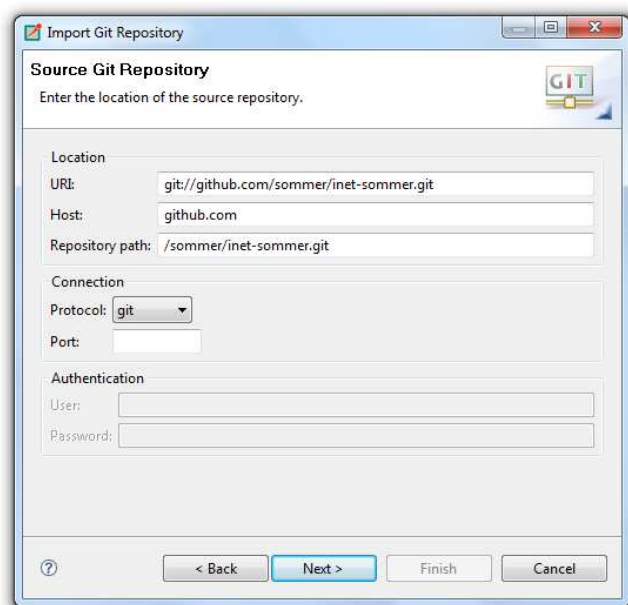 Import Git Repository
Source Git Repository
Enter the location of the source repository.
GIT
Location
URI: git://github.com/sommer/inet-sommer.git
Host: github.com
Repository path: /sommer/inet-sommer.git
Connection
Protocol: git
Port:
Authentication
User:
Password:
? < Back Next > Finish Cancel